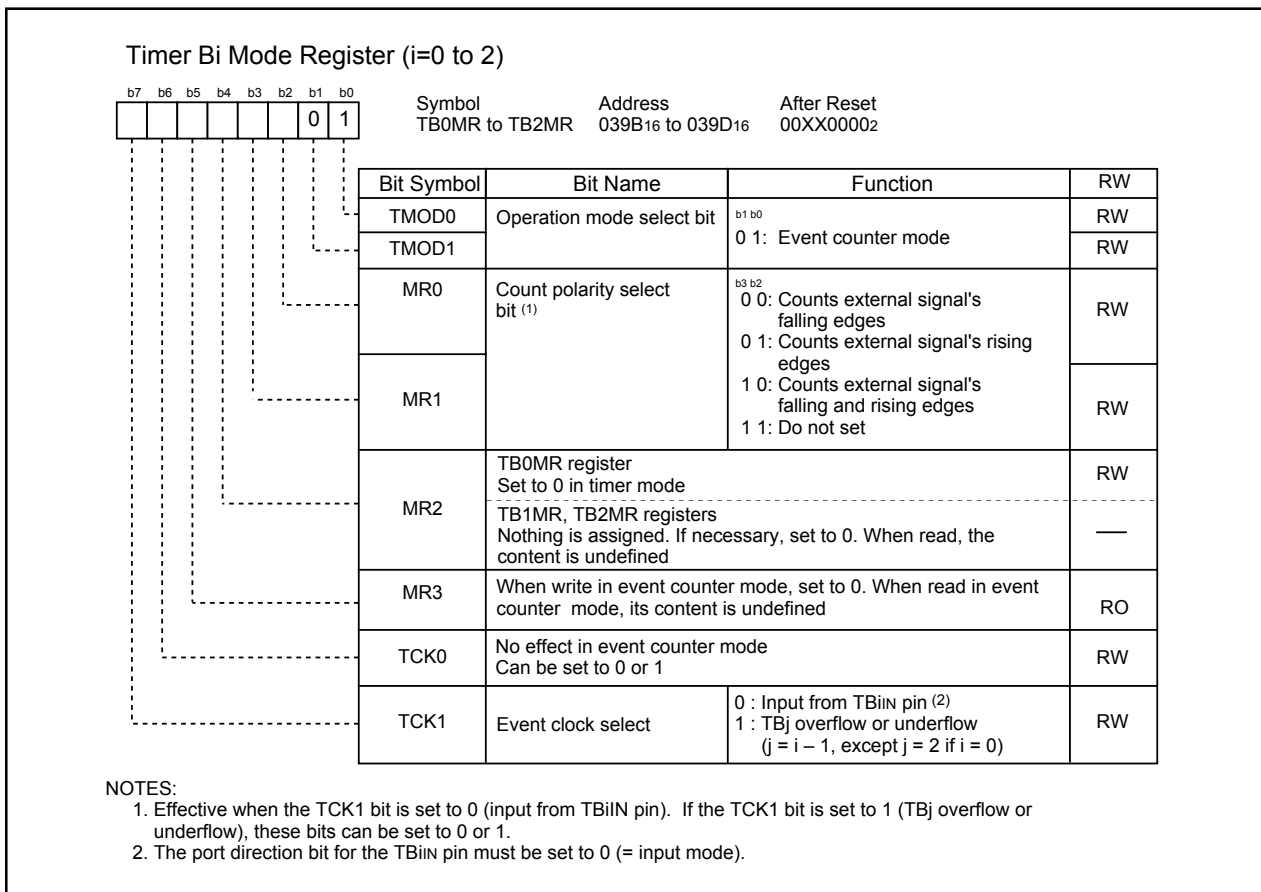 Timer Bi Mode Register (i=0 to 2)
b7 b6 b5 b4 b3 b2 b1 b0
0 1
Symbol Address After Reset
TB0MR to TB2MR 039B16 to 039D16 00XX00002
Bit Symbol Bit Name Function RW
TMOD0 Operation mode select bit b1 b0 RW
0 1: Event counter mode
TMOD1 RW
MR0 Count polarity select bit (1) b3 b2 RW
0 0: Counts external signal's
falling edges
0 1: Counts external signal's rising
edges
MR1 1 0: Counts external signal's RW
falling and rising edges
1 1: Do not set
MR2 TB0MR register RW
Set to 0 in timer mode
TB1MR, TB2MR registers —
Nothing is assigned. If necessary, set to 0. When read, the
content is undefined
MR3 When write in event counter mode, set to 0. When read in event RO
counter mode, its content is undefined
TCK0 No effect in event counter mode RW
Can be set to 0 or 1
TCK1 Event clock select 0 : Input from TBiIN pin (2) RW
1 : TBj overflow or underflow
(j = i – 1, except j = 2 if i = 0)
NOTES:
1. Effective when the TCK1 bit is set to 0 (input from TBiIN pin). If the TCK1 bit is set to 1 (TBj overflow or
underflow), these bits can be set to 0 or 1.
2. The port direction bit for the TBiIN pin must be set to 0 (= input mode).